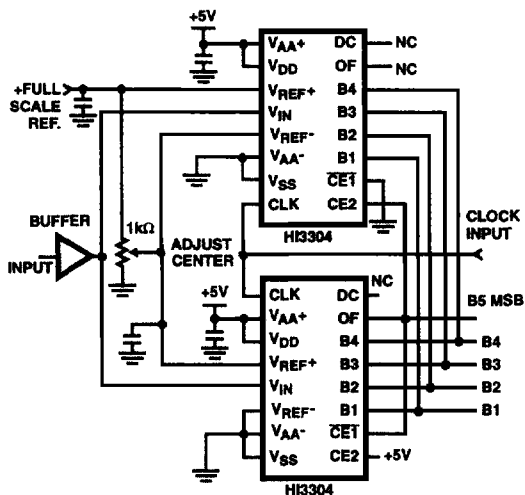 +5V
VAA+ DC NC
VDD OF NC
+FULL SCALE REF.
VREF+ B4
VIN B3
VREF- B2
VAA- B1
VSS CE1
CLK CE2
HI3304
BUFFER
INPUT
1kΩ
ADJUST CENTER
CLOCK INPUT
+5V
CLK DC NC
VAA+ OF B5 MSB
VDD B4 B4
VREF+ B3 B3
VIN B2 B2
VREF- B1 B1
VAA- CE1
VSS CE2 +5V
HI3304